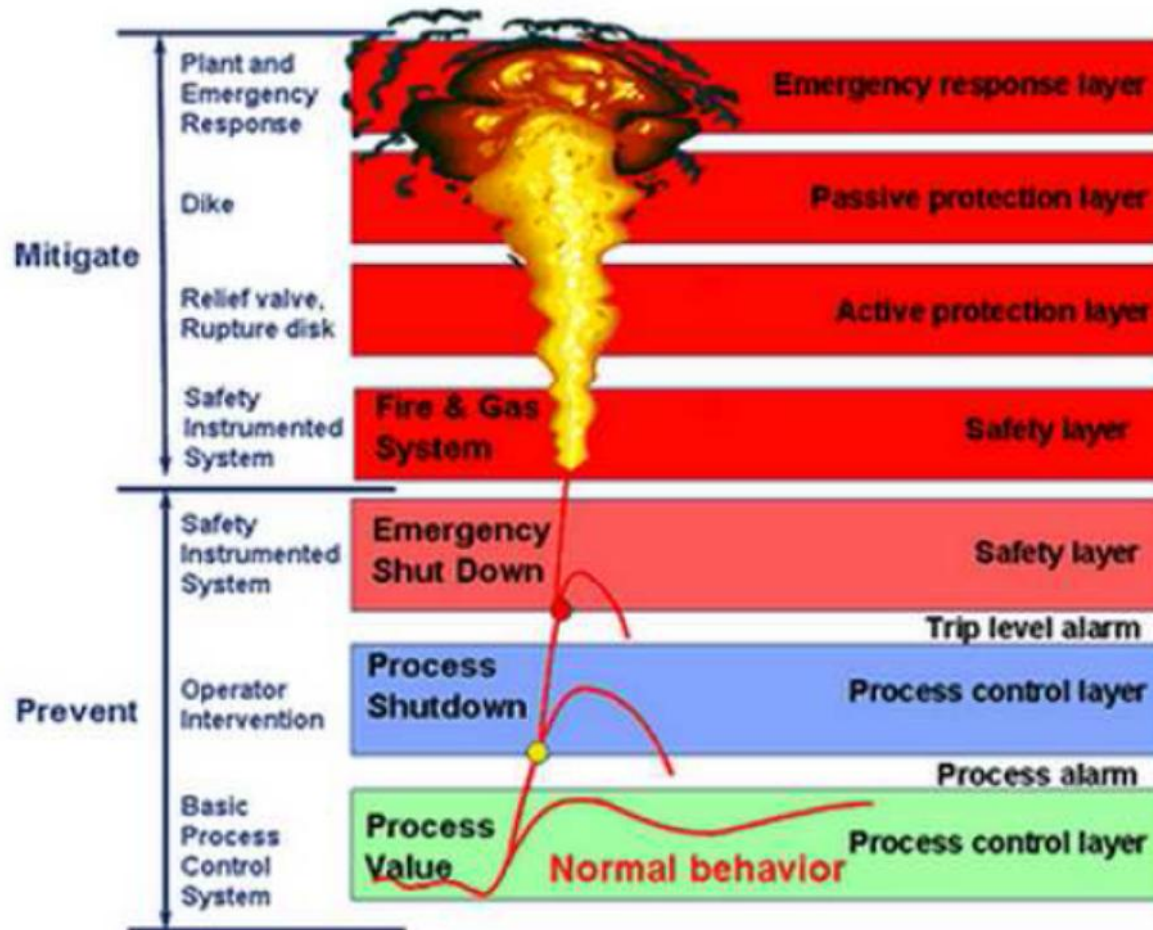 Plant and
Emergency
Response
Emergency response layer
Dike
Passive protection layer
Mitigate
Relief valve,
Rupture disk
Active protection layer
Safety
Instrumented
System
Fire & Gas
System
Safety layer
Safety
Instrumented
System
Emergency
Shut Down
Safety layer
Trip level alarm
Prevent
Operator
Intervention
Process
Shutdown
Process control layer
Process alarm
Basic
Process
Control
System
Process
Value
Normal behavior
Process control layer